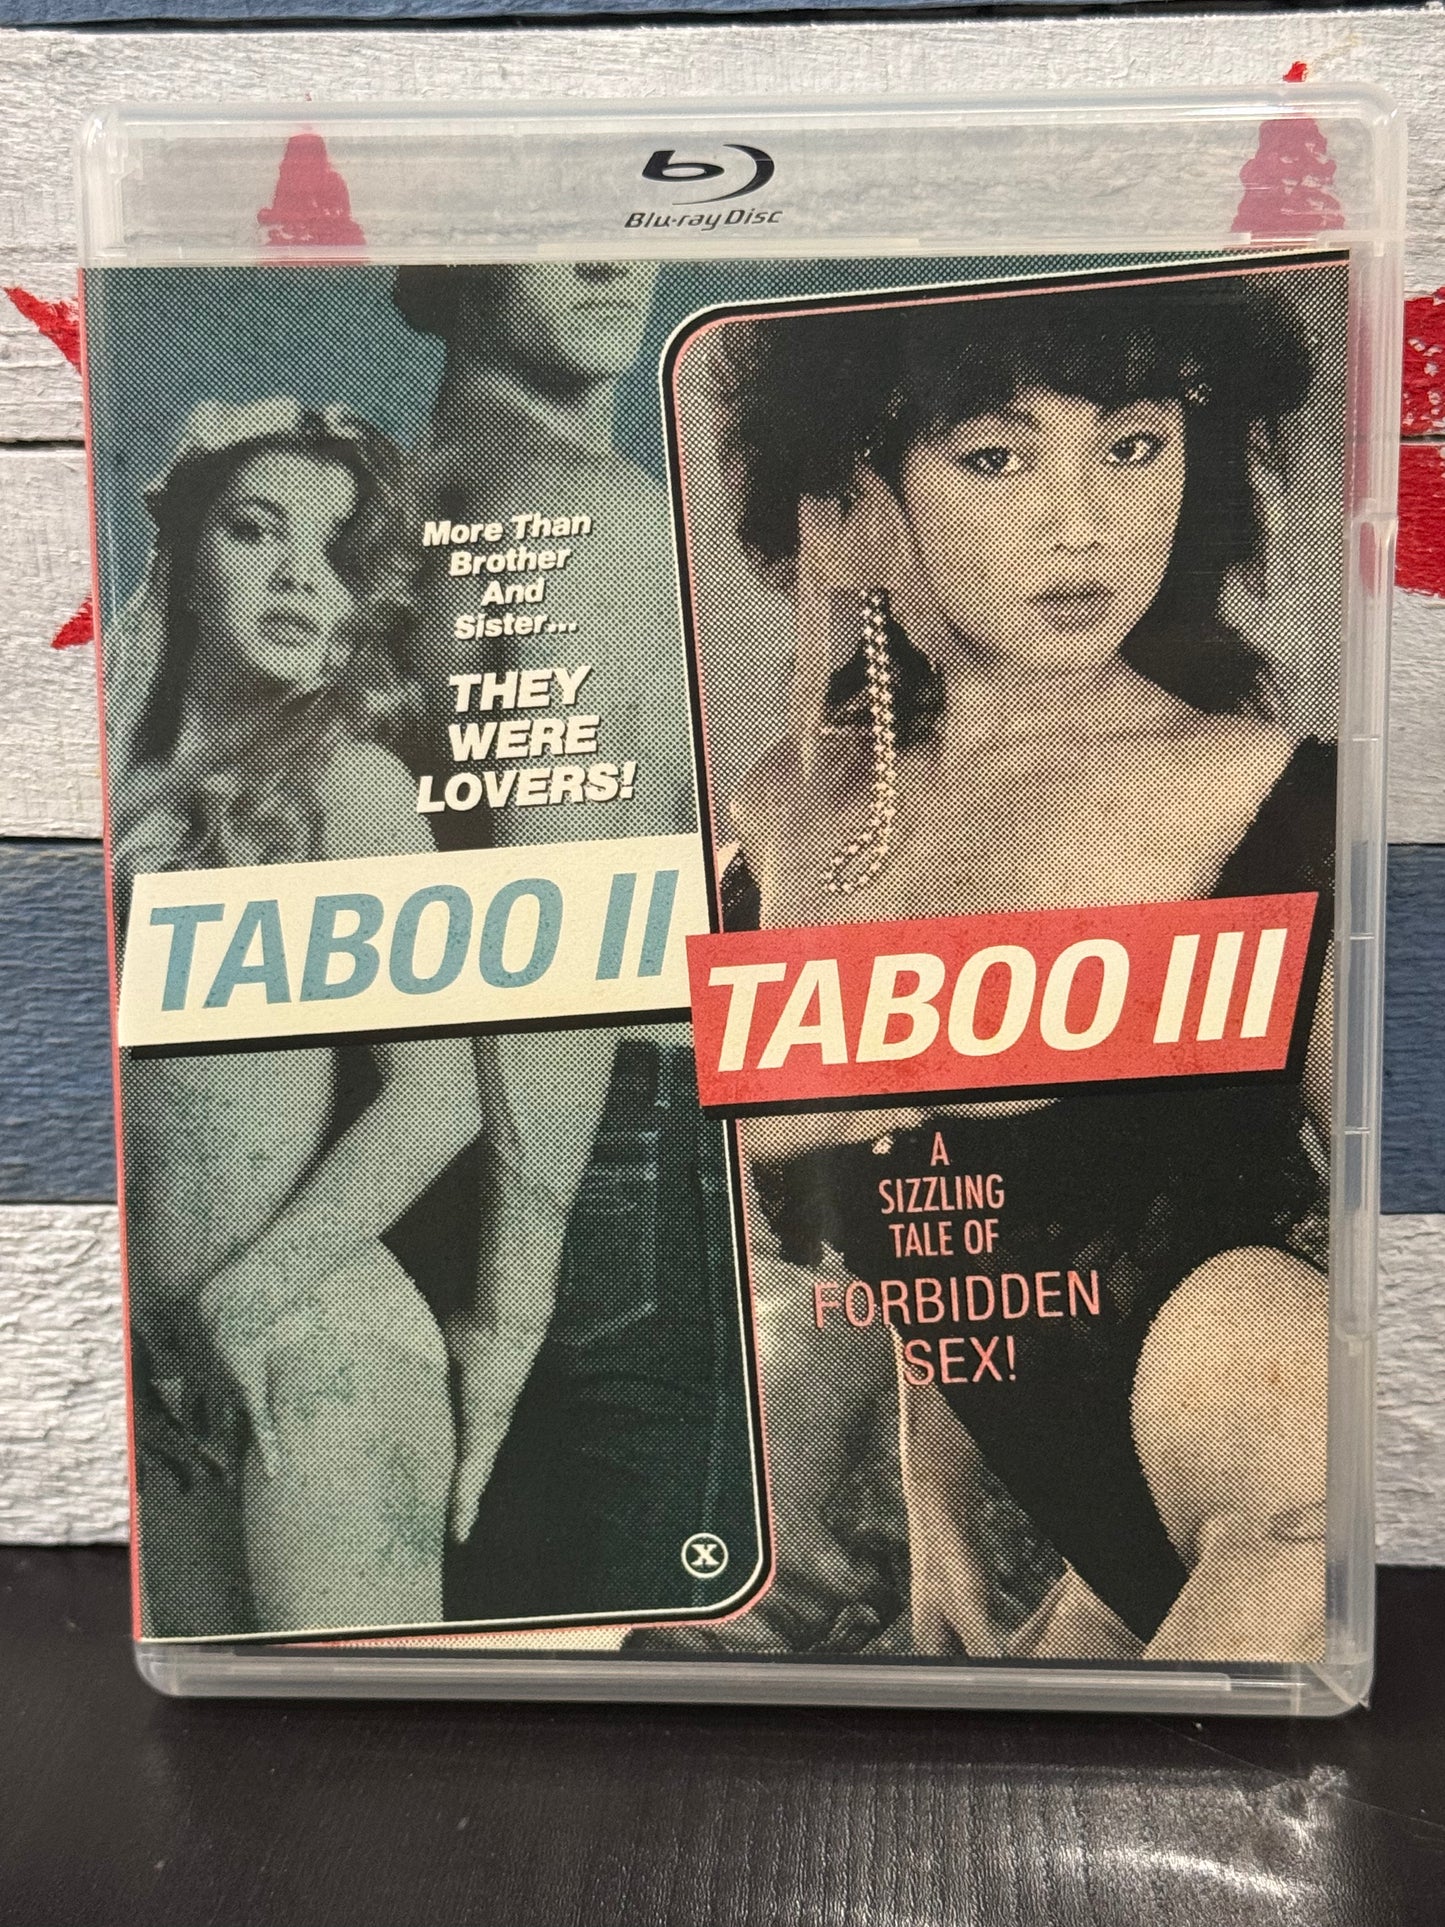 Blu-ray Disc
More Than
Brother
And
Sister...
THEY
WERE
LOVERS!
TABOO II
TABOO III
A
SIZZLING
TALE OF
FORBIDDEN
SEX!
X